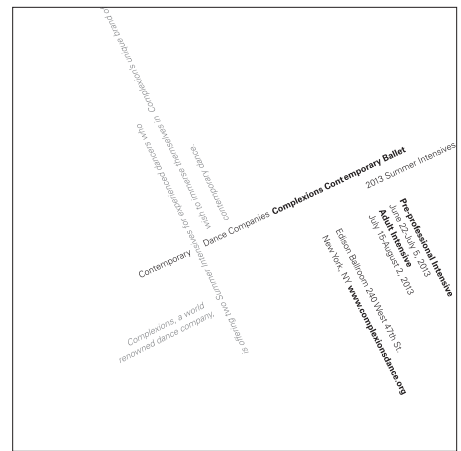 Contemporary Dance Companies Complexions Contemporary Ballet
2013 Summer Intensives
Pre-professional Intensive
June 22-July 5, 2013
Adult Intensive
July 15-August 2, 2013
Edison Ballroom 240 West 47th St.
New York, NY www.complexionsdance.org
Complexions, a world
renowned dance company,
is offering two Summer Intensives for experienced dancers who
wish to immerse themselves in Complexion's unique brand of
contemporary dance.